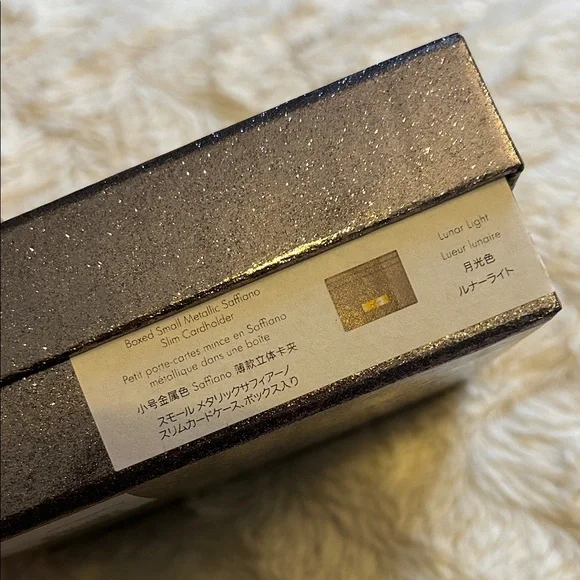 Boxed Small Metallic Saffiano
Slim Cardholder
Petit porte-cartes mince en Saffiano
métallique dans une boîte
小号金属色 Saffiano 薄款立体卡夹
スモール メタリックサフィアーノ
スリムカードケース、ボックス入り
Lunar Light
Lueur lunaire
月光色
ルナーライト